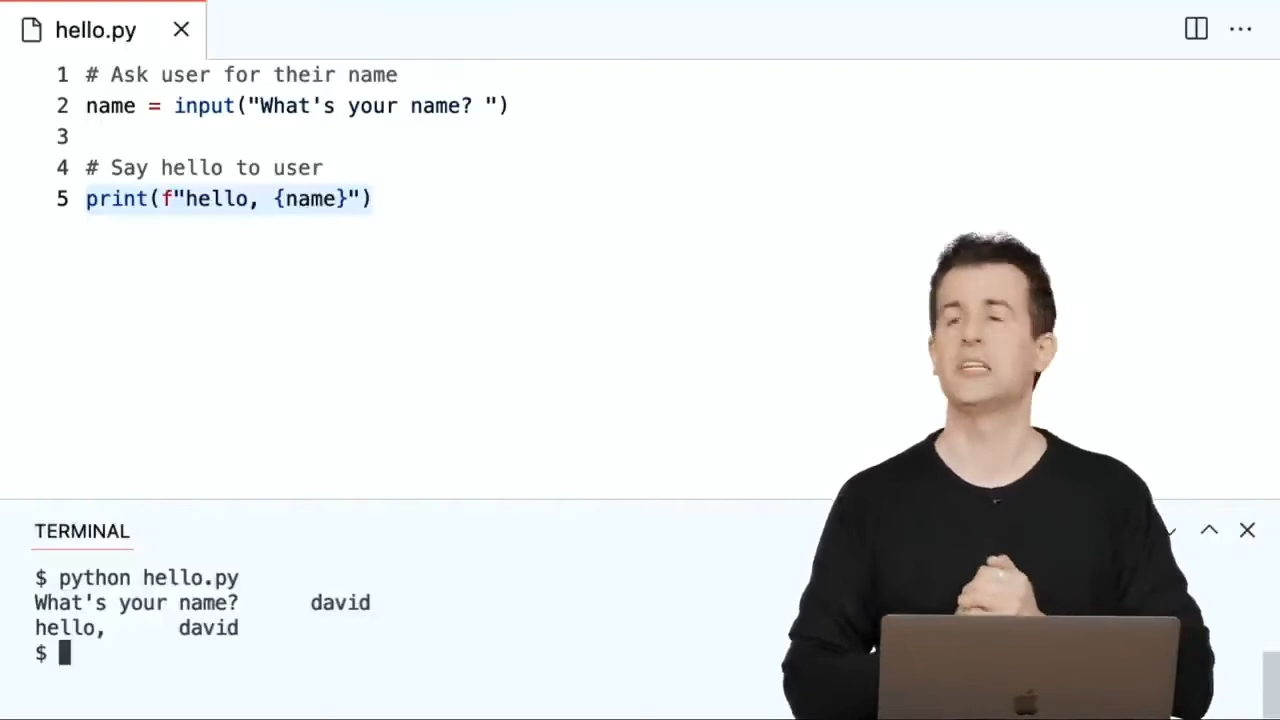 hello.py
1 # Ask user for their name
2 name = input("What's your name? ")
3
4 # Say hello to user
5 print(f"hello, {name}")
TERMINAL
$ python hello.py
What's your name?      david
hello,      david
$